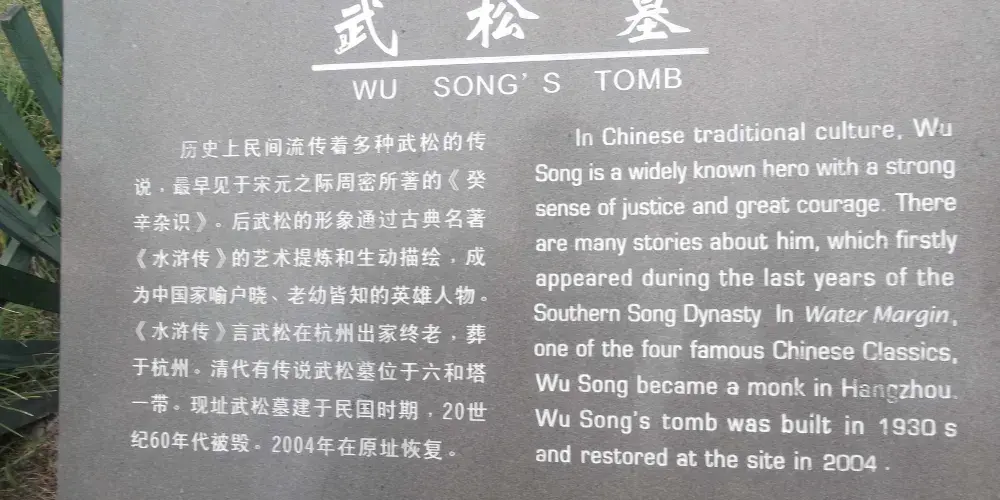 武松墓
WU SONG'S TOMB
历史上民间流传着多种武松的传
说，最早见于宋元之际周密所著的《癸
辛杂识》。后武松的形象通过古典名著
《水浒传》的艺术提炼和生动描绘，成
为中国家喻户晓、老幼皆知的英雄人物。
《水浒传》言武松在杭州出家终老，葬
于杭州。清代有传说武松墓位于六和塔
一带。现址武松墓建于民国时期，20世
纪60年代被毁。2004年在原址恢复。
In Chinese traditional culture, Wu
Song is a widely known hero with a strong
sense of justice and great courage. There
are many stories about him, which firstly
appeared during the last years of the
Southern Song Dynasty In Water Margin,
one of the four famous Chinese Classics,
Wu Song became a monk in Hangzhou.
Wu Song's tomb was built in 1930 s
and restored at the site in 2004 .